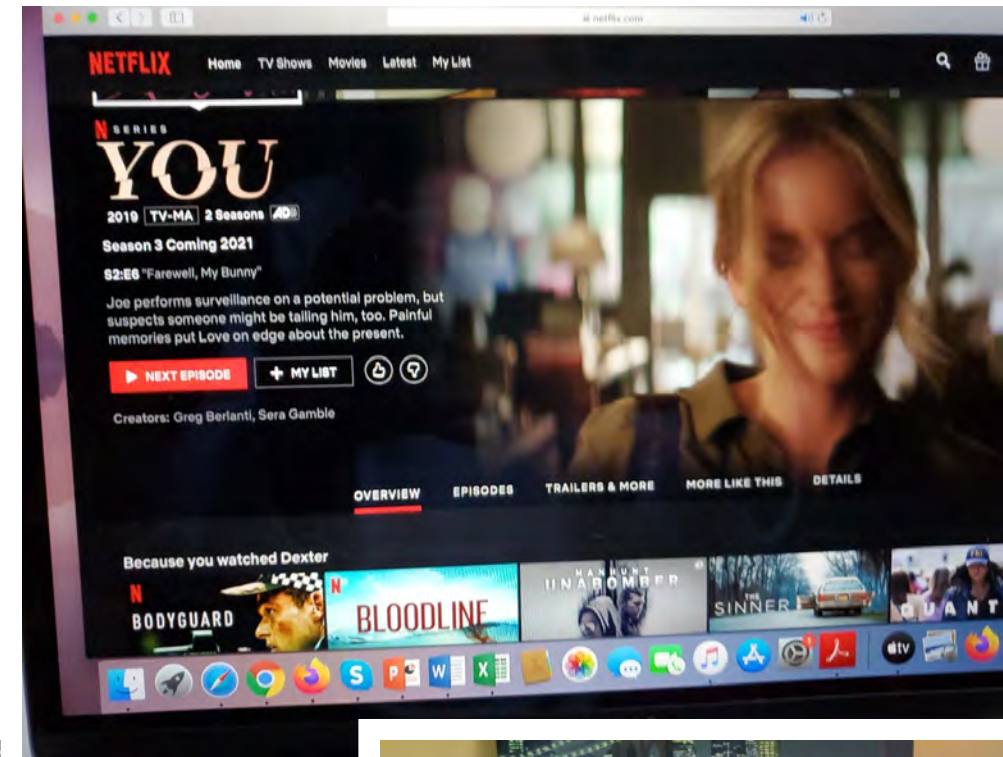 netflix.com
NETFLIX Home TV Shows Movies Latest My List
N SERIES
YOU
2019 TV-MA 2 Seasons AD
Season 3 Coming 2021
S2:E6 "Farewell, My Bunny"
Joe performs surveillance on a potential problem, but
suspects someone might be tailing him, too. Painful
memories put Love on edge about the present.
NEXT EPISODE + MY LIST
Creators: Greg Berlanti, Sera Gamble
OVERVIEW EPISODES TRAILERS & MORE MORE LIKE THIS DETAILS
Because you watched Dexter
N
BODYGUARD
N
BLOODLINE
MANHUNT
UNABOMBER
THE
SINNER
FBI
QUANT
S P W X tv